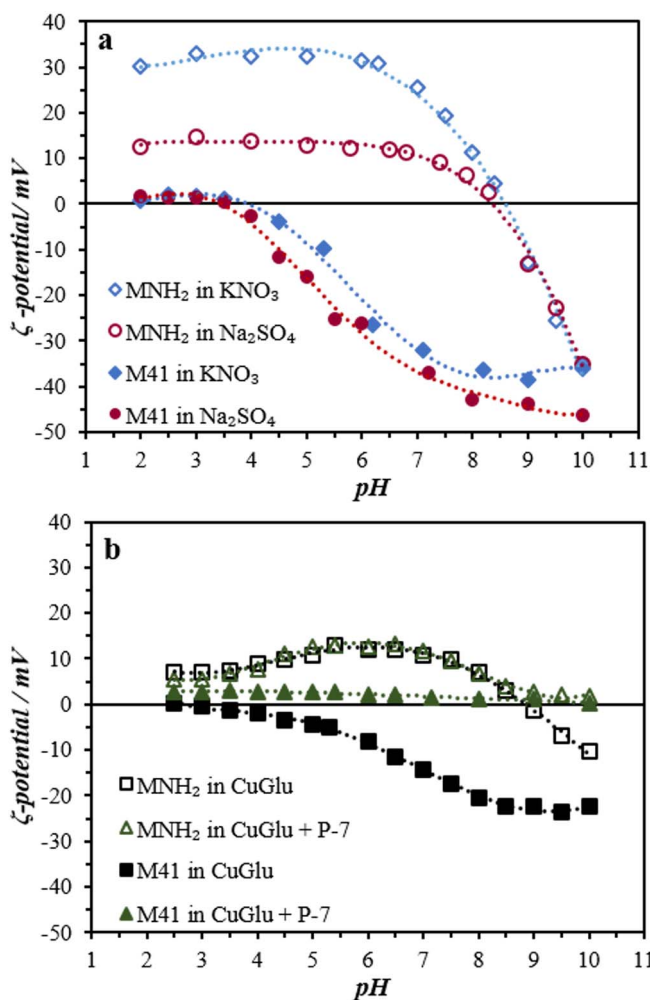 a
40
30
20
10
0
-10
-20
-30
-40
-50
ζ-potential/ mV
MNH₂ in KNO₃
MNH₂ in Na₂SO₄
M41 in KNO₃
M41 in Na₂SO₄
1 2 3 4 5 6 7 8 9 10 11
pH
b
40
30
20
10
0
-10
-20
-30
-40
-50
ζ-potential / mV
MNH₂ in CuGlu
MNH₂ in CuGlu + P-7
M41 in CuGlu
M41 in CuGlu + P-7
1 2 3 4 5 6 7 8 9 10 11
pH